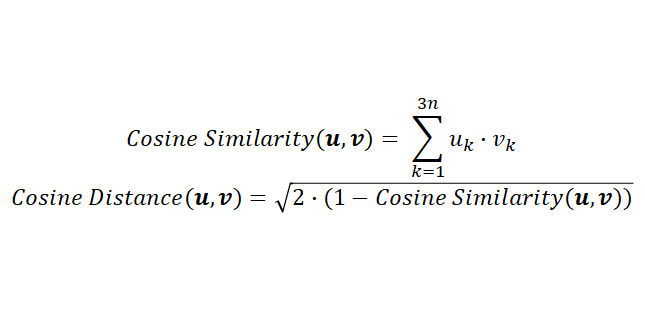 Cosine Similarity(u, v) = ∑_{k=1}^{3n} u_k · v_k
Cosine Distance(u, v) = √(2 · (1 − Cosine Similarity(u, v)))